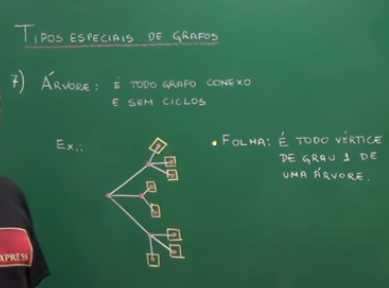 TIPOS ESPECIAIS DE GRAFOS
7) ÁRVORE: É TODO GRAFO CONEXO
E SEM CICLOS
Ex.:
• FOLHA: É TODO VÉRTICE
DE GRAU 1 DE
UMA ÁRVORE.
XPRESS